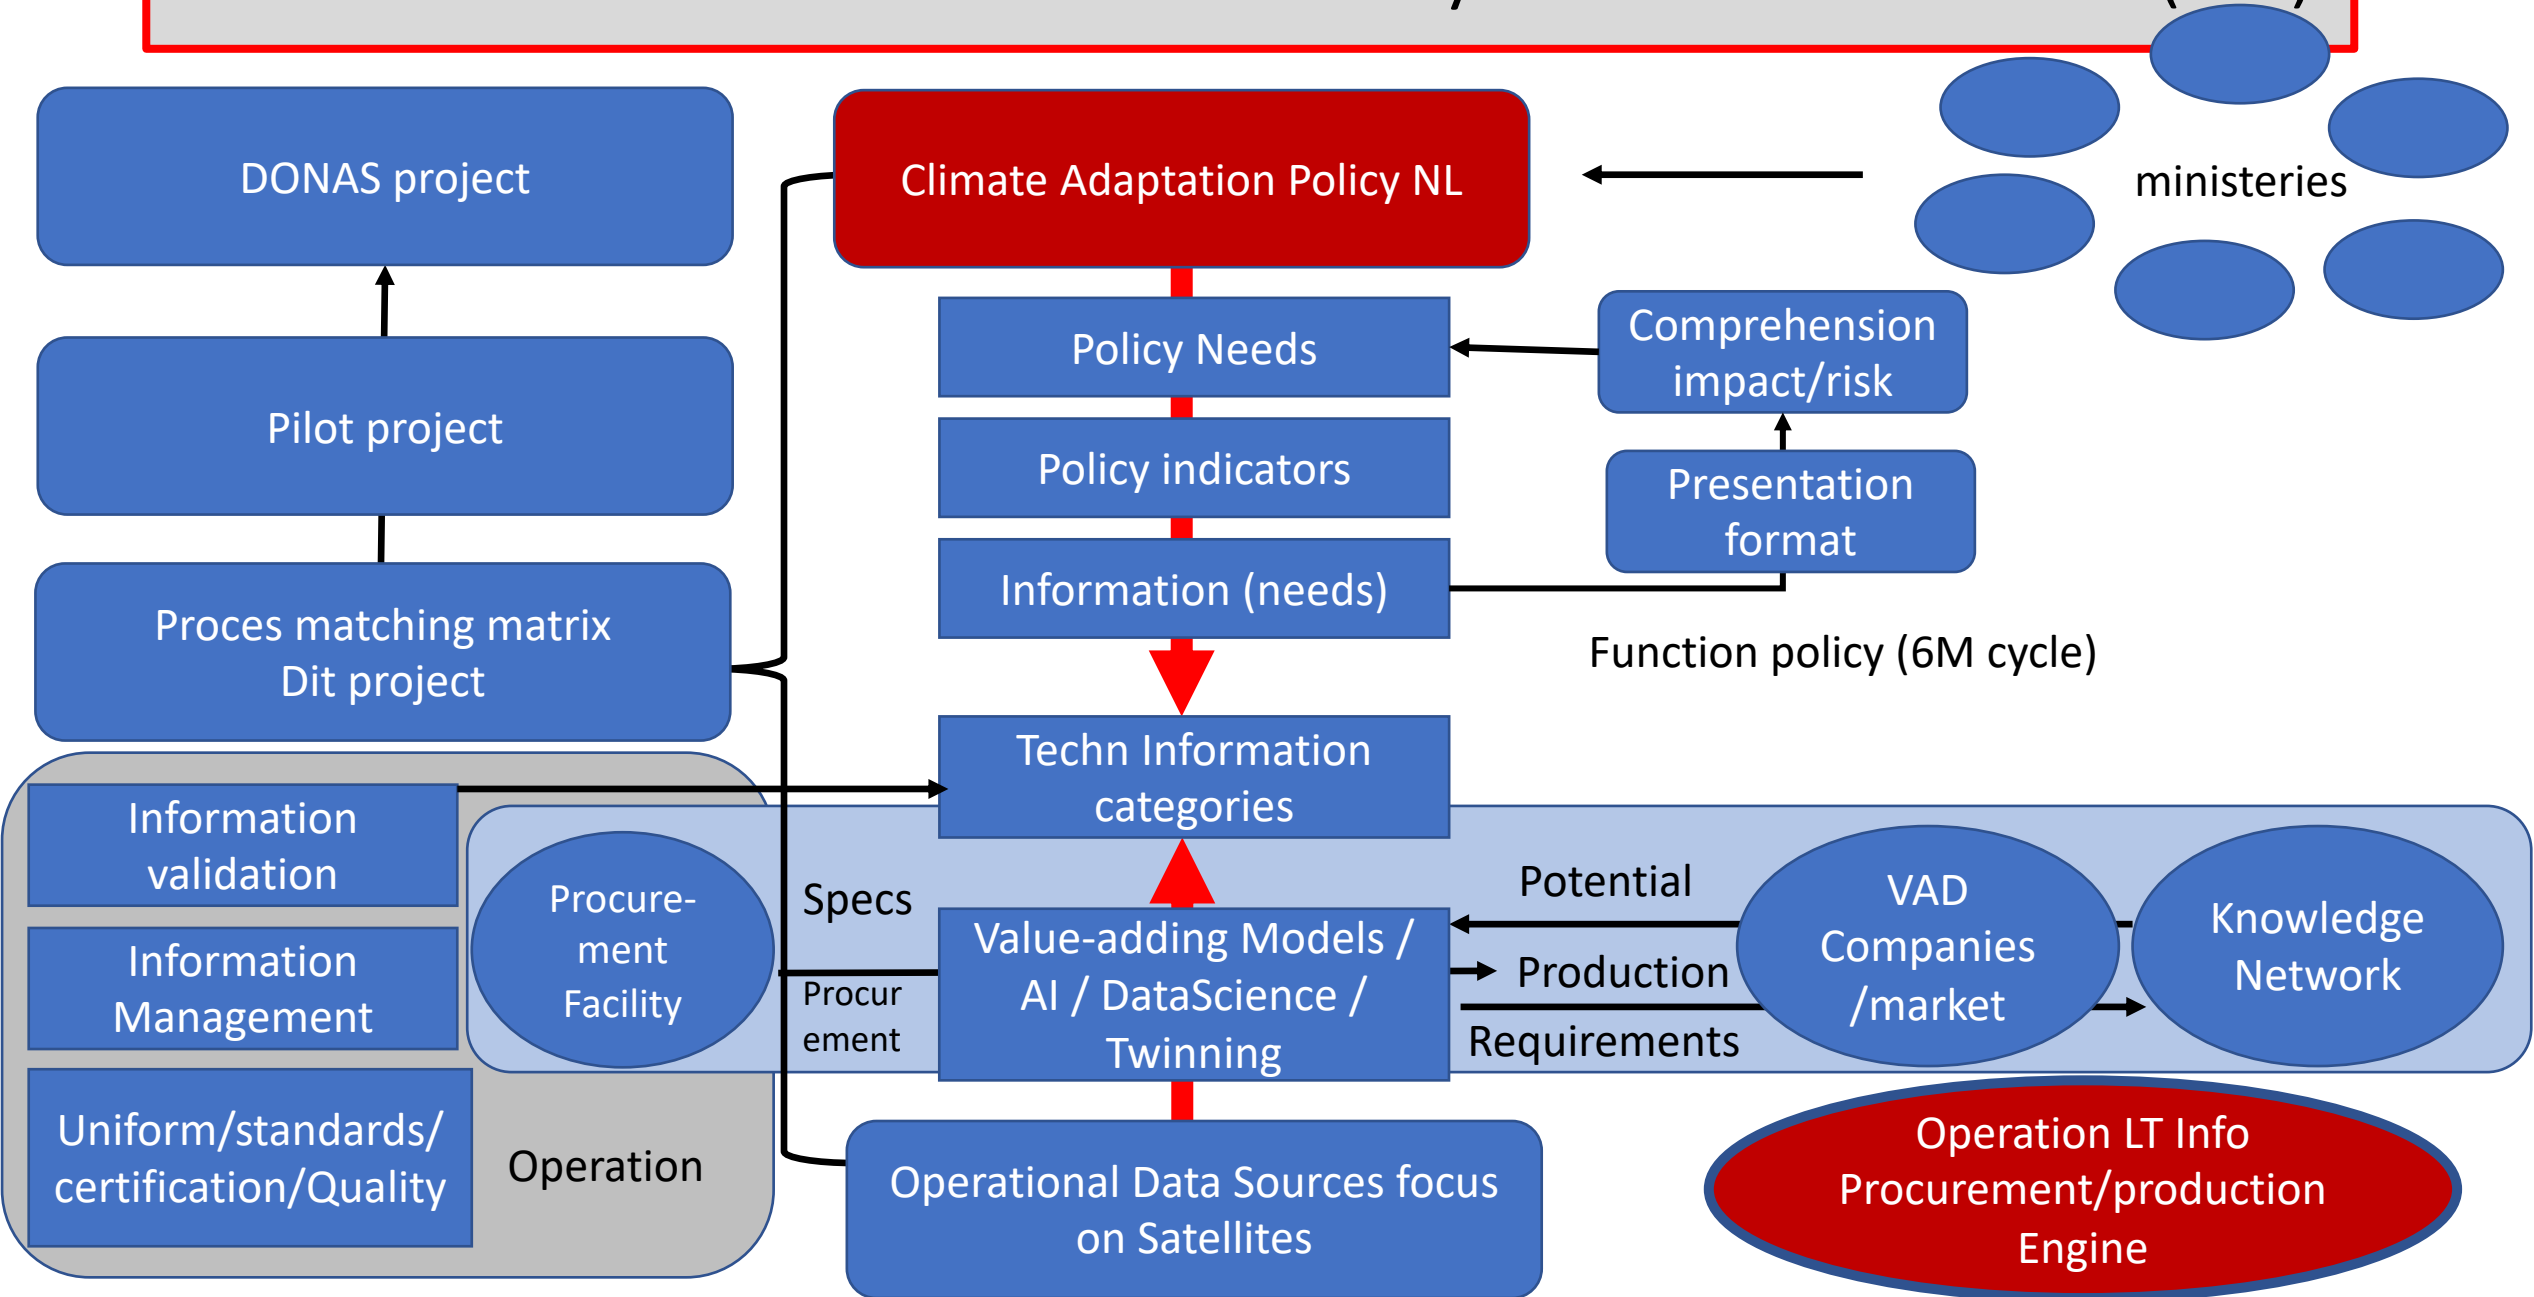 DONAS project
Climate Adaptation Policy NL
ministeries
Policy Needs
Comprehension
impact/risk
Pilot project
Policy indicators
Presentation
format
Information (needs)
Proces matching matrix
Dit project
Function policy (6M cycle)
Techn Information
categories
Information
validation
Procure-
ment
Facility
Specs
Procur
ement
Potential
Production
Requirements
VAD
Companies
/market
Knowledge
Network
Value-adding Models /
AI / DataScience /
Twinning
Information
Management
Uniform/standards/
certification/Quality
Operation
Operational Data Sources focus
on Satellites
Operation LT Info
Procurement/production
Engine